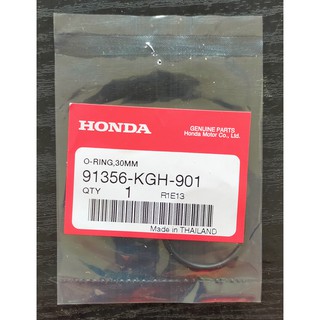 HONDA
GENUINE PARTS
Honda Motor Co., Ltd.
O-RING,30MM
91356-KGH-901
QTY 1 R1E13
Made in THAILAND